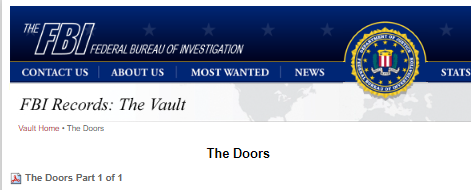 THE FBI FEDERAL BUREAU OF INVESTIGATION
CONTACT US ABOUT US MOST WANTED NEWS STATS
FBI Records: The Vault
Vault Home • The Doors
The Doors
The Doors Part 1 of 1